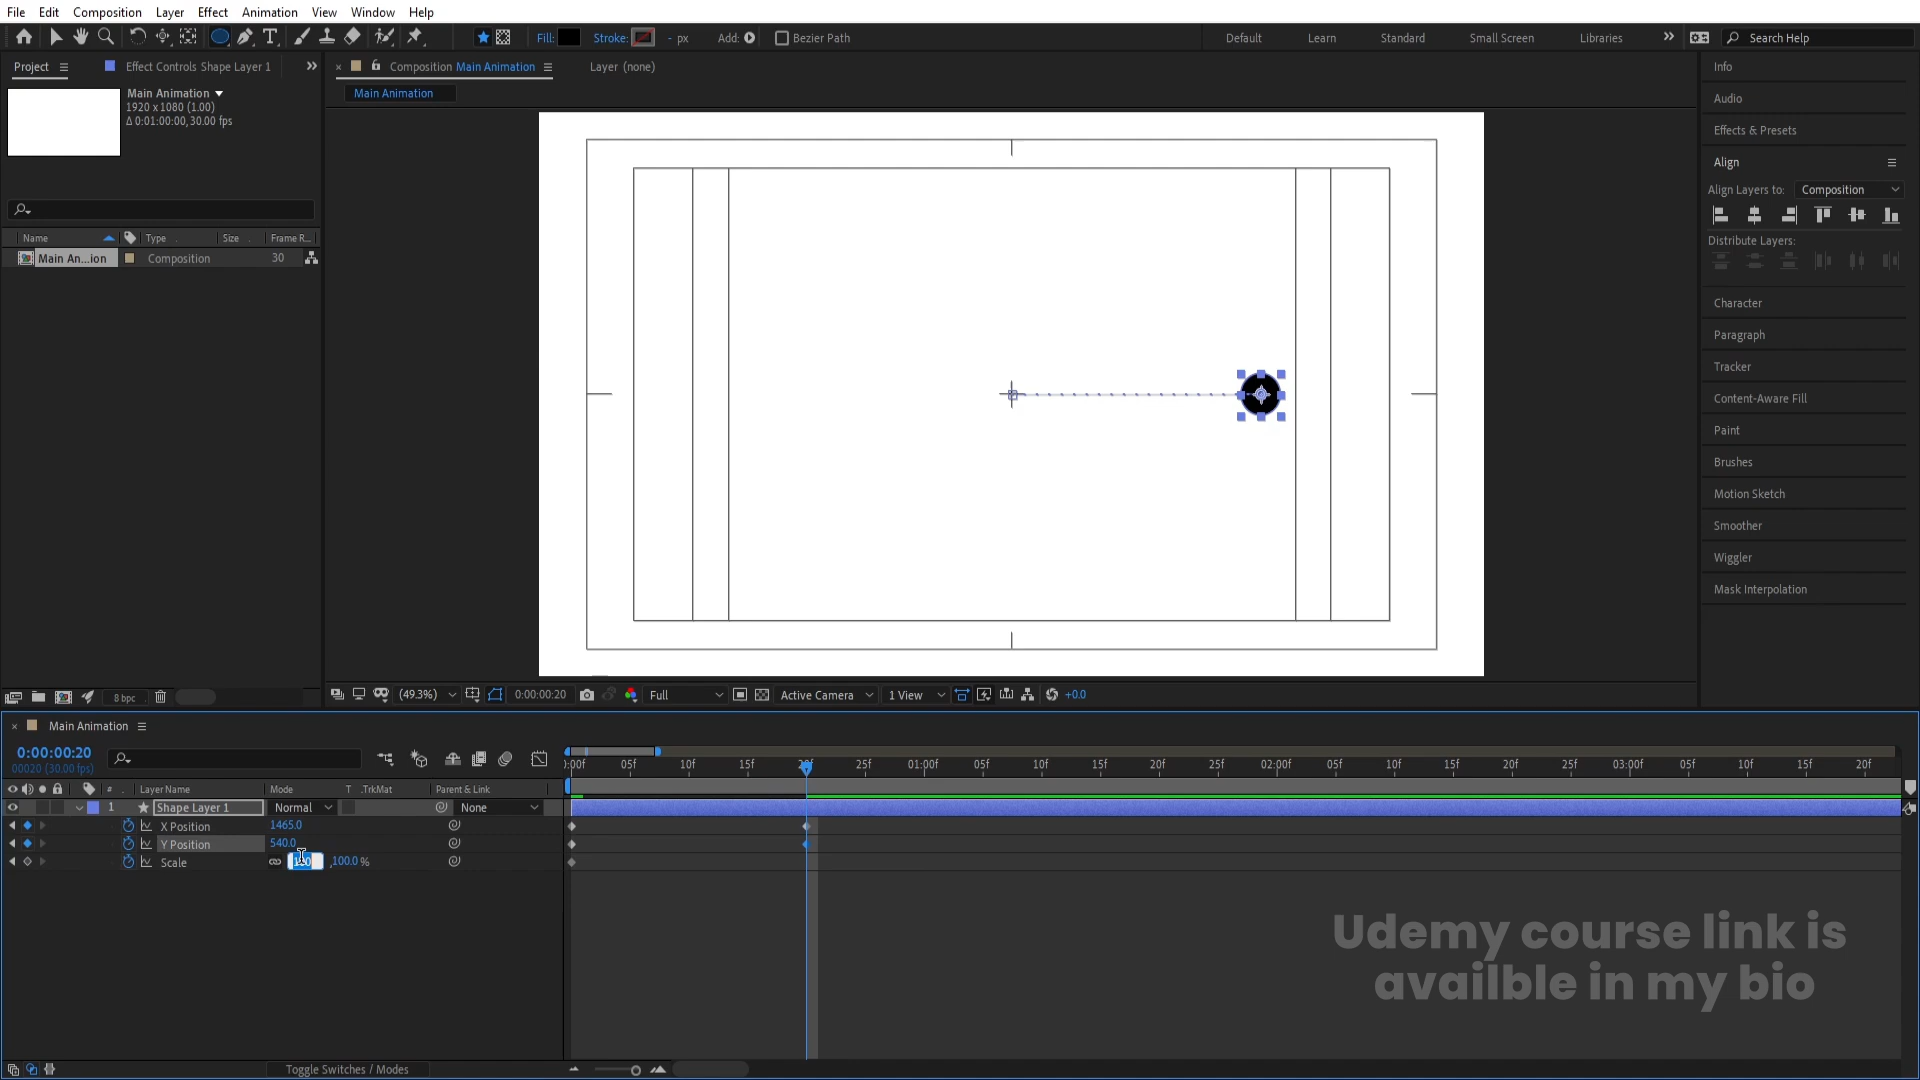 File Edit Composition Layer Effect Animation View Window Help
Fill: Stroke: - px Add: Bezier Path Default Learn Standard Small Screen Libraries Search Help
Project Effect Controls Shape Layer 1 Composition Main Animation Layer (none) Info
Main Animation
Main Animation
1920 x 1080 (1.00)
Δ 0:01:00:00, 30.00 fps
Audio
Effects & Presets
Align
Align Layers to: Composition
Distribute Layers:
Name Type Size Frame R...
Main An...ion Composition 30
Character
Paragraph
Tracker
Content-Aware Fill
Paint
Brushes
Motion Sketch
Smoother
Wiggler
Mask Interpolation
8 bpc (49.3%) 0:00:00:20 Full Active Camera 1 View +0.0
Main Animation
0:00:00:20
00020 (30.00 fps)
:00f 05f 10f 15f 20f 25f 01:00f 05f 10f 15f 20f 25f 02:00f 05f 10f 15f 20f 25f 03:00f 05f 10f 15f 20f
# Layer Name Mode T .TrkMat Parent & Link
1 Shape Layer 1 Normal None
X Position 1465.0
Y Position 540.0
Scale ,100.0 %
Udemy course link is
availble in my bio
Toggle Switches / Modes